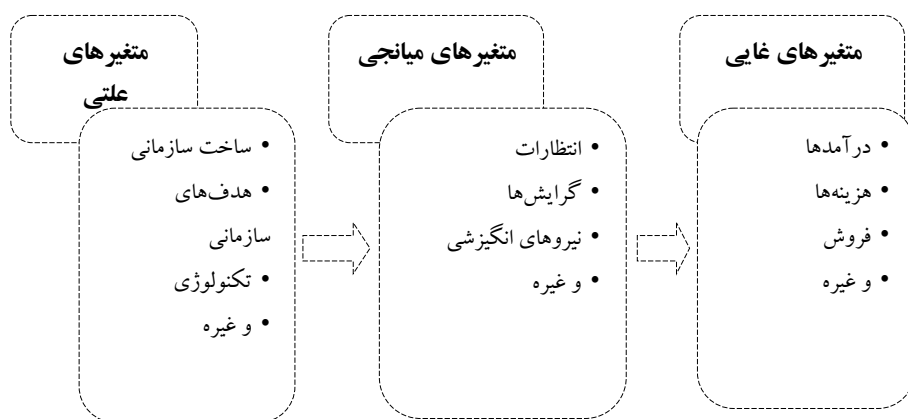 متغیرهای
علتی
• ساخت سازمانی
• هدف‌های
سازمانی
• تکنولوژی
• و غیره
متغیرهای میانجی
• انتظارات
• گرایش‌ها
• نیروهای انگیزشی
• و غیره
متغیرهای غایی
• درآمدها
• هزینه‌ها
• فروش
• و غیره